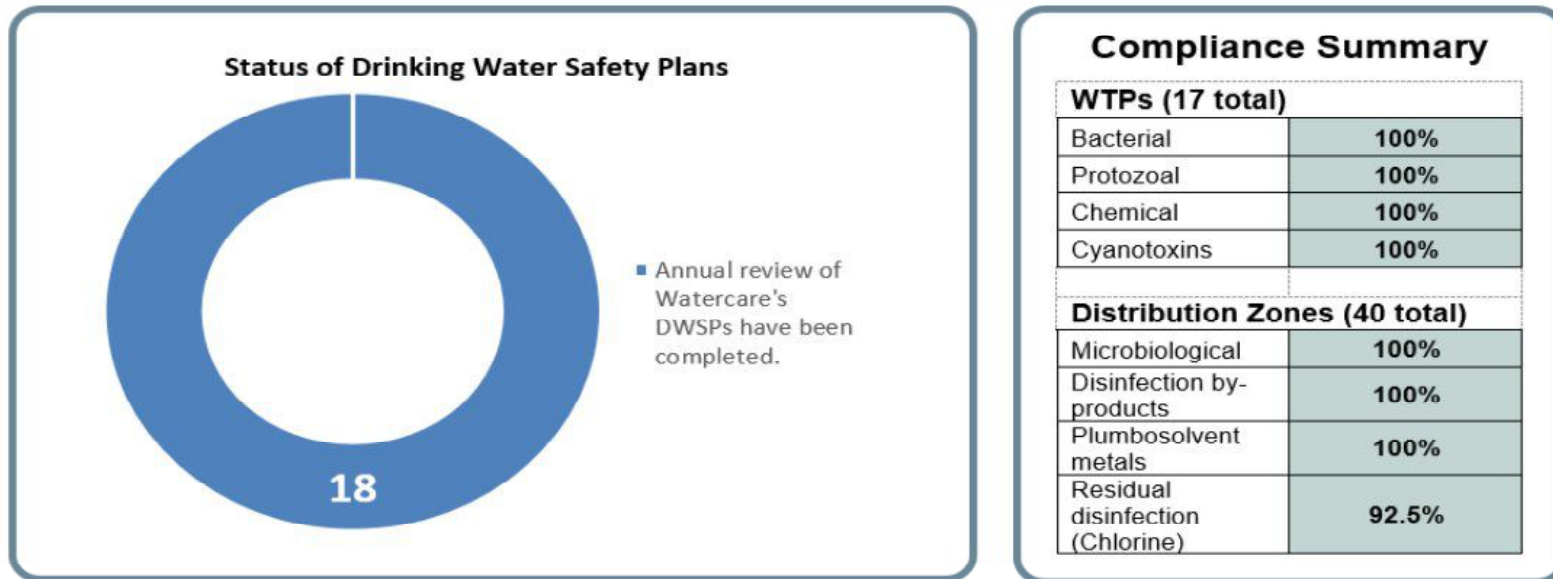 Status of Drinking Water Safety Plans
18
Annual review of
Watercare's
DWSPs have been
completed.
Compliance Summary
WTPs (17 total)
Bacterial 100%
Protozoal 100%
Chemical 100%
Cyanotoxins 100%
Distribution Zones (40 total)
Microbiological 100%
Disinfection by-
products 100%
Plumbosolvent
metals 100%
Residual
disinfection 92.5%
(Chlorine)